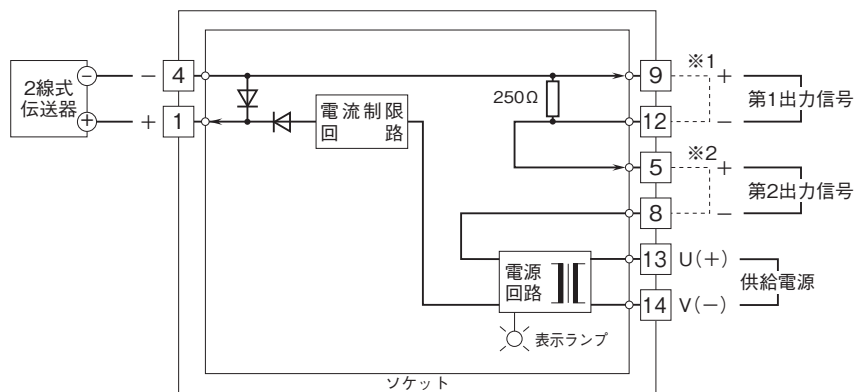 2線式
伝送器
−
+
− 4
+ 1
電流制限
回 路
250Ω
9 ※1 +
12 −
第1出力信号
5 ※2 +
8 −
第2出力信号
13 U(+)
14 V(−)
供給電源
電源
回路
表示ランプ
ソケット